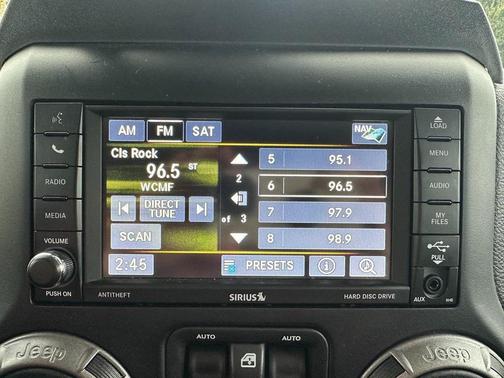 AM FM SAT NAV
Cls Rock
96.5 ST
WCMF
DIRECT TUNE
SCAN
2:45
2
of 3
5 95.1
6 96.5
7 97.9
8 98.9
PRESETS
RADIO
MEDIA
VOLUME
PUSH ON
LOAD
MENU
AUDIO
MY FILES
PULL
AUX
ANTITHEFT
SIRIUS
HARD DISC DRIVE
AUTO AUTO
Jeep Jeep